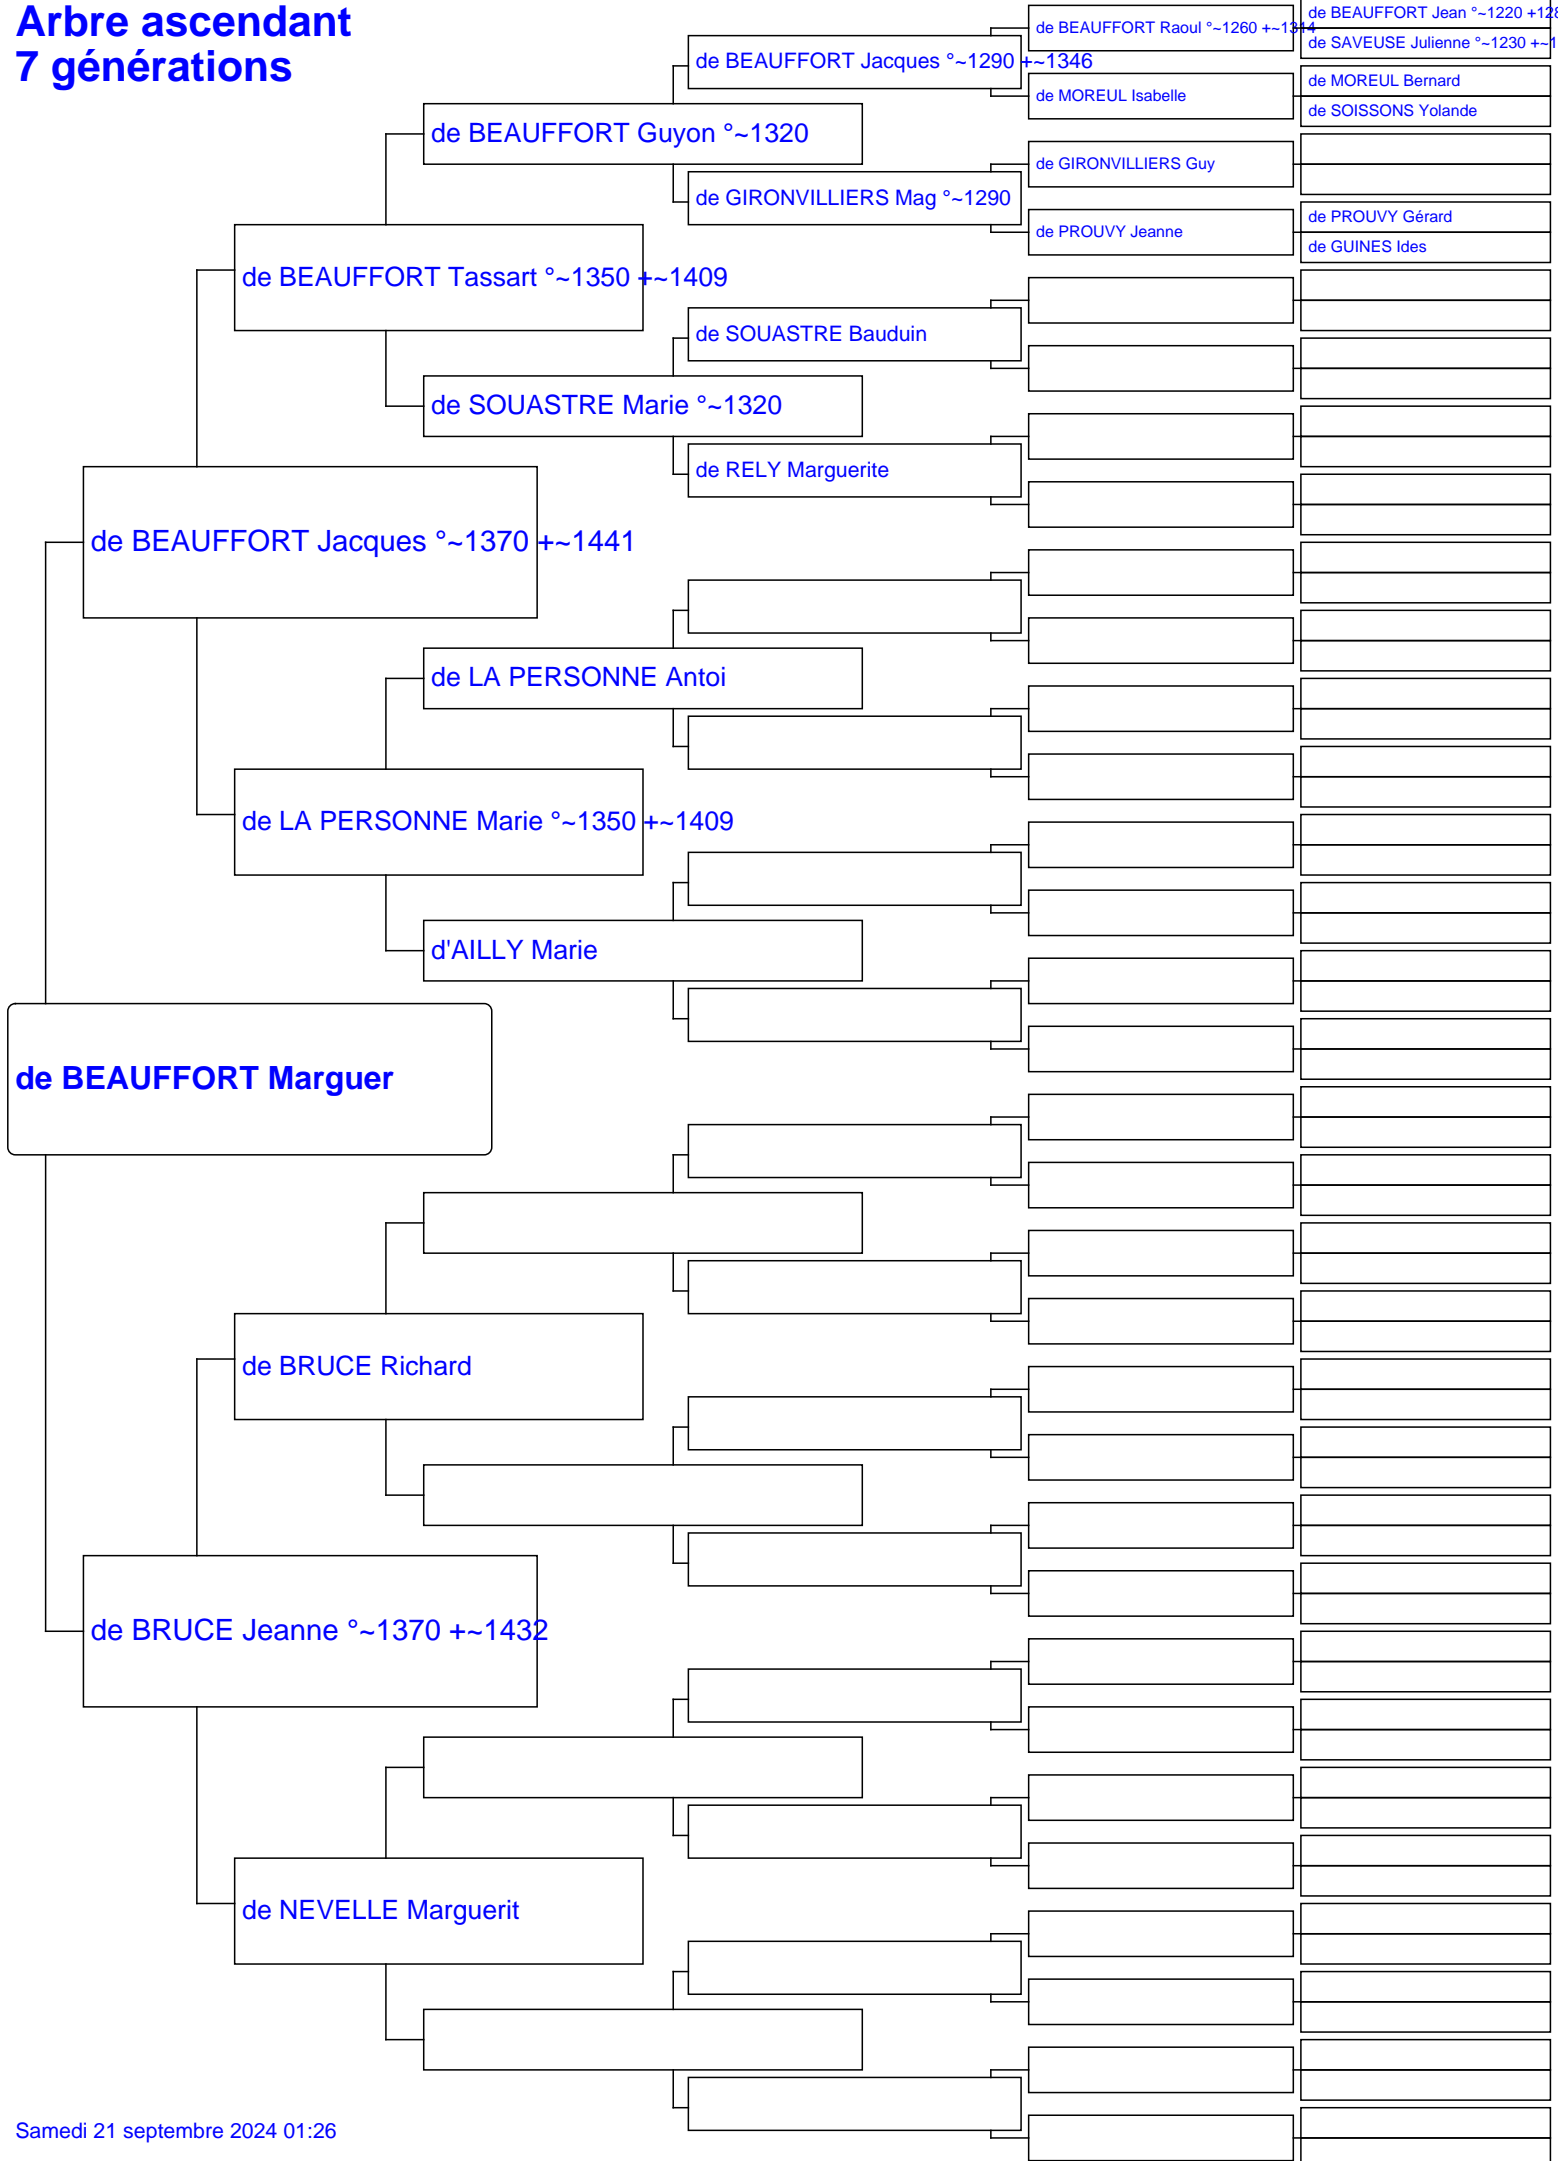 Arbre ascendant
7 générations
de BEAUFFORT Jean °~1220
de BEAUFFORT Raoul °~1260 +~1314
de SAVEUSE Julienne °~1230
de BEAUFFORT Jacques °~1290 +~1346
de MOREUL Bernard
de MOREUL Isabelle
de SOISSONS Yolande
de BEAUFFORT Guyon °~1320
de GIRONVILLIERS Guy
de GIRONVILLIERS Mag °~1290
de PROUVY Gérard
de PROUVY Jeanne
de GUINES Ides
de BEAUFFORT Tassart °~1350 +~1409
de SOUASTRE Bauduin
de SOUASTRE Marie °~1320
de RELY Marguerite
de BEAUFFORT Jacques °~1370 +~1441
de LA PERSONNE Antoi
de LA PERSONNE Marie °~1350 +~1409
d'AILLY Marie
de BEAUFFORT Marguer
de BRUCE Richard
de BRUCE Jeanne °~1370 +~1432
de NEVELLE Marguerit
Samedi 21 septembre 2024 01:26